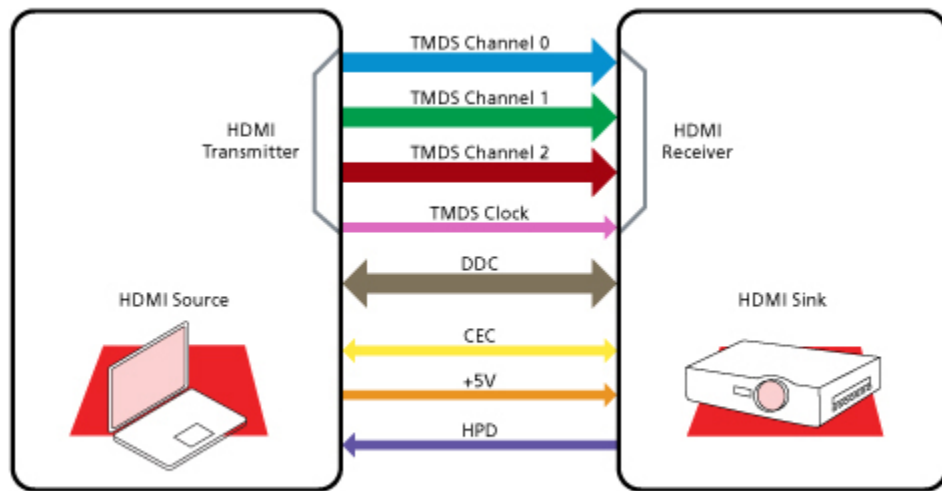 TMDS Channel 0
TMDS Channel 1
HDMI
Transmitter
HDMI
Receiver
TMDS Channel 2
TMDS Clock
DDC
HDMI Source
HDMI Sink
CEC
+5V
HPD